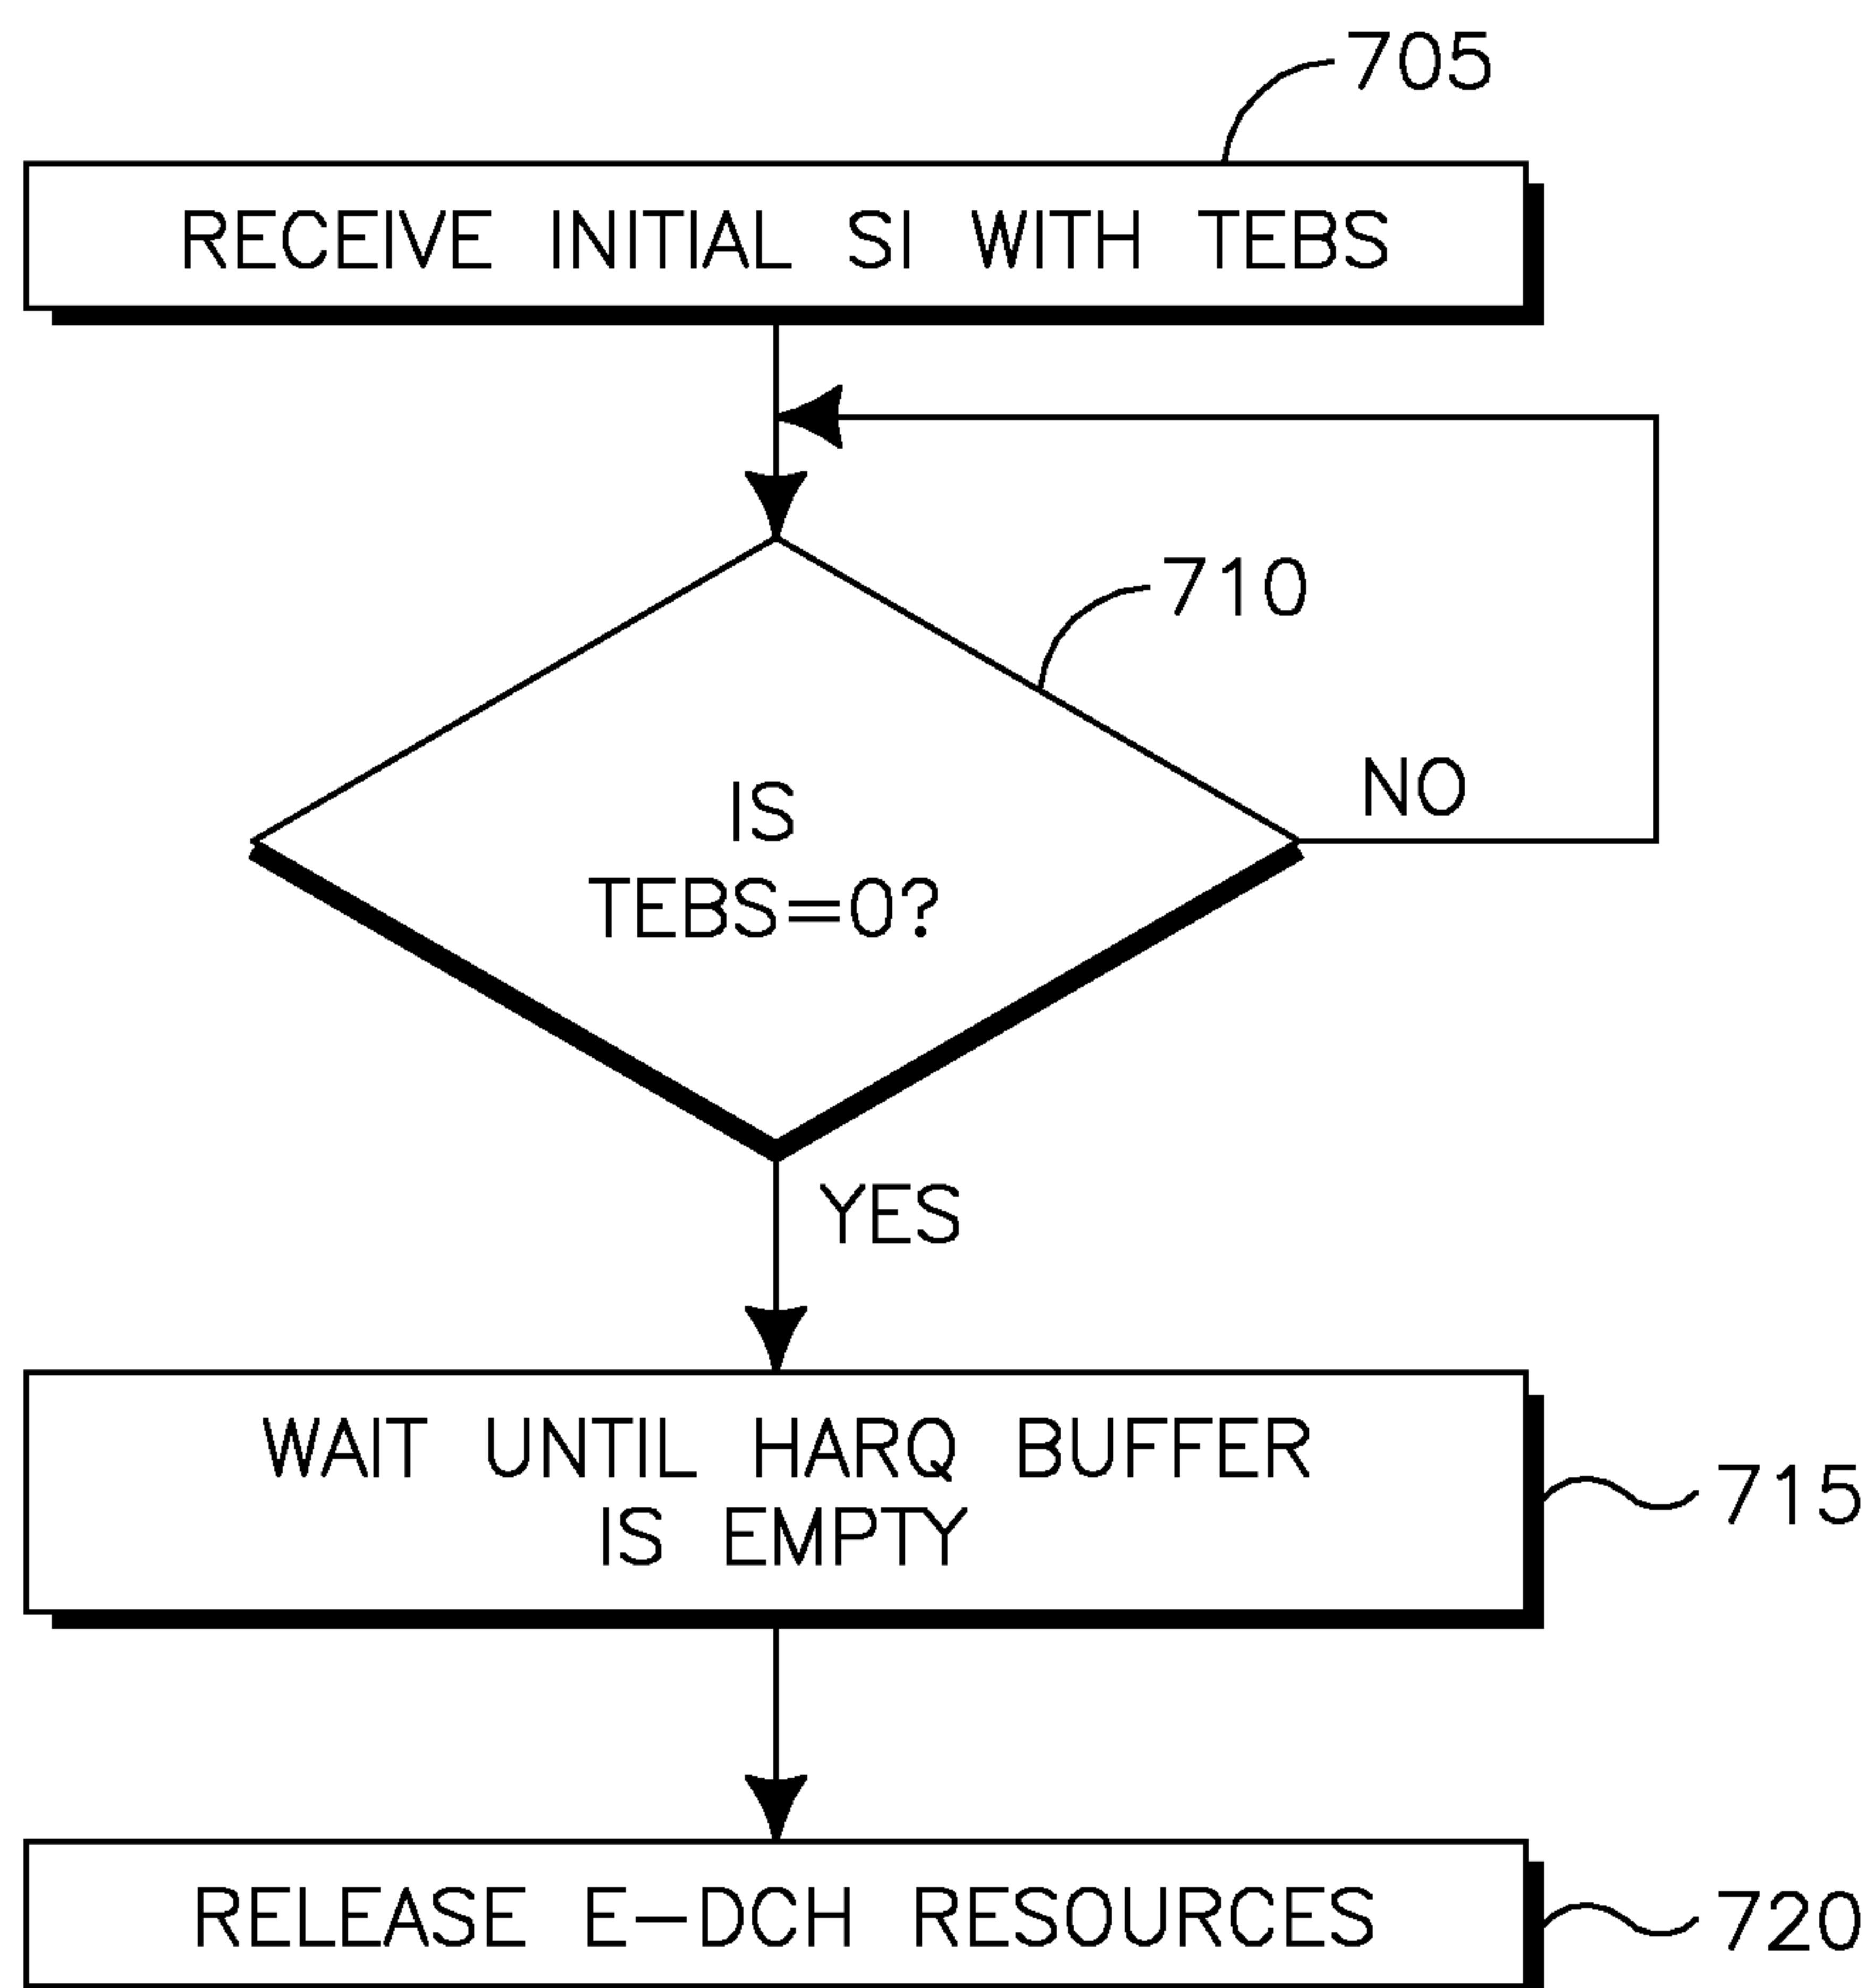 705
RECEIVE INITIAL SI WITH TEBS
710
NO
IS
TEBS=0?
YES
WAIT UNTIL HARQ BUFFER
IS EMPTY
715
RELEASE E-DCH RESOURCES
720